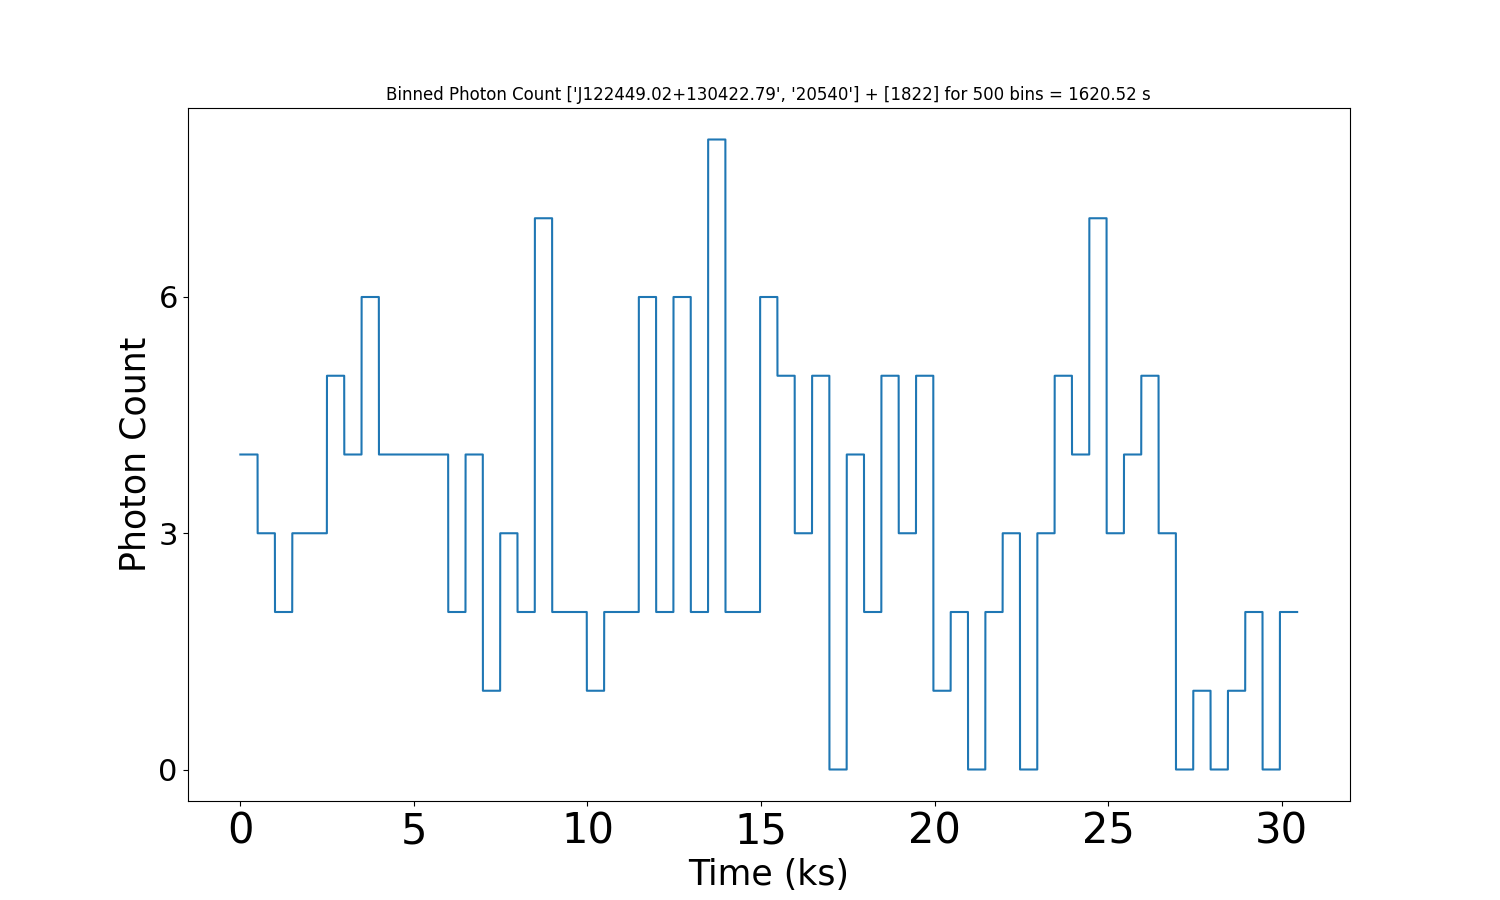 Binned Photon Count ['J122449.02+130422.79', '20540'] + [1822] for 500 bins = 1620.52 s
6
3
0
Photon Count
0 5 10 15 20 25 30
Time (ks)